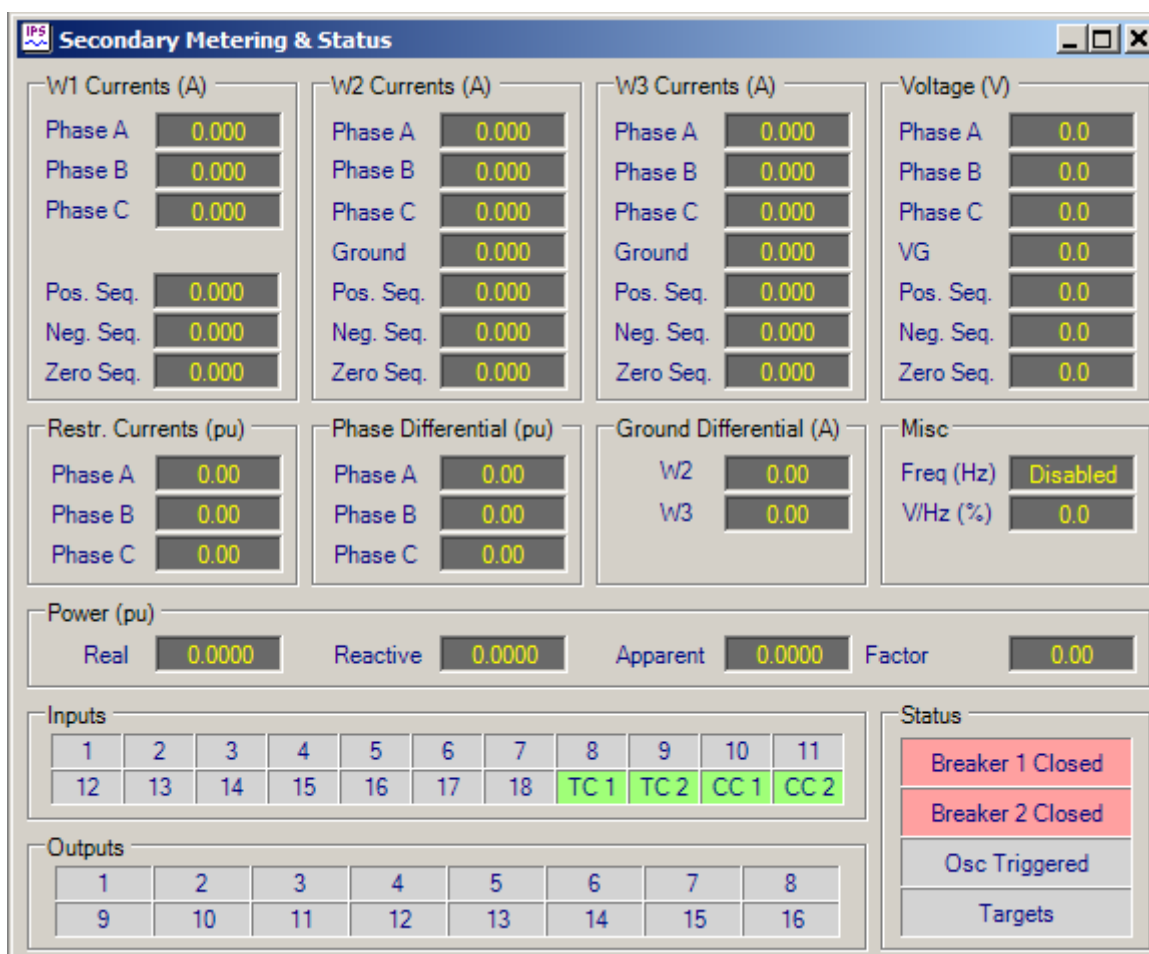 IPS
Secondary Metering & Status
W1 Currents (A)
Phase A 0.000
Phase B 0.000
Phase C 0.000
Pos. Seq. 0.000
Neg. Seq. 0.000
Zero Seq. 0.000
W2 Currents (A)
Phase A 0.000
Phase B 0.000
Phase C 0.000
Ground 0.000
Pos. Seq. 0.000
Neg. Seq. 0.000
Zero Seq. 0.000
W3 Currents (A)
Phase A 0.000
Phase B 0.000
Phase C 0.000
Ground 0.000
Pos. Seq. 0.000
Neg. Seq. 0.000
Zero Seq. 0.000
Voltage (V)
Phase A 0.0
Phase B 0.0
Phase C 0.0
VG 0.0
Pos. Seq. 0.0
Neg. Seq. 0.0
Zero Seq. 0.0
Restr. Currents (pu)
Phase A 0.00
Phase B 0.00
Phase C 0.00
Phase Differential (pu)
Phase A 0.00
Phase B 0.00
Phase C 0.00
Ground Differential (A)
W2 0.00
W3 0.00
Misc
Freq (Hz) Disabled
V/Hz (%) 0.0
Power (pu)
Real 0.0000 Reactive 0.0000 Apparent 0.0000 Factor 0.00
Inputs
1 2 3 4 5 6 7 8 9 10 11
12 13 14 15 16 17 18 TC 1 TC 2 CC 1 CC 2
Outputs
1 2 3 4 5 6 7 8
9 10 11 12 13 14 15 16
Status
Breaker 1 Closed
Breaker 2 Closed
Osc Triggered
Targets